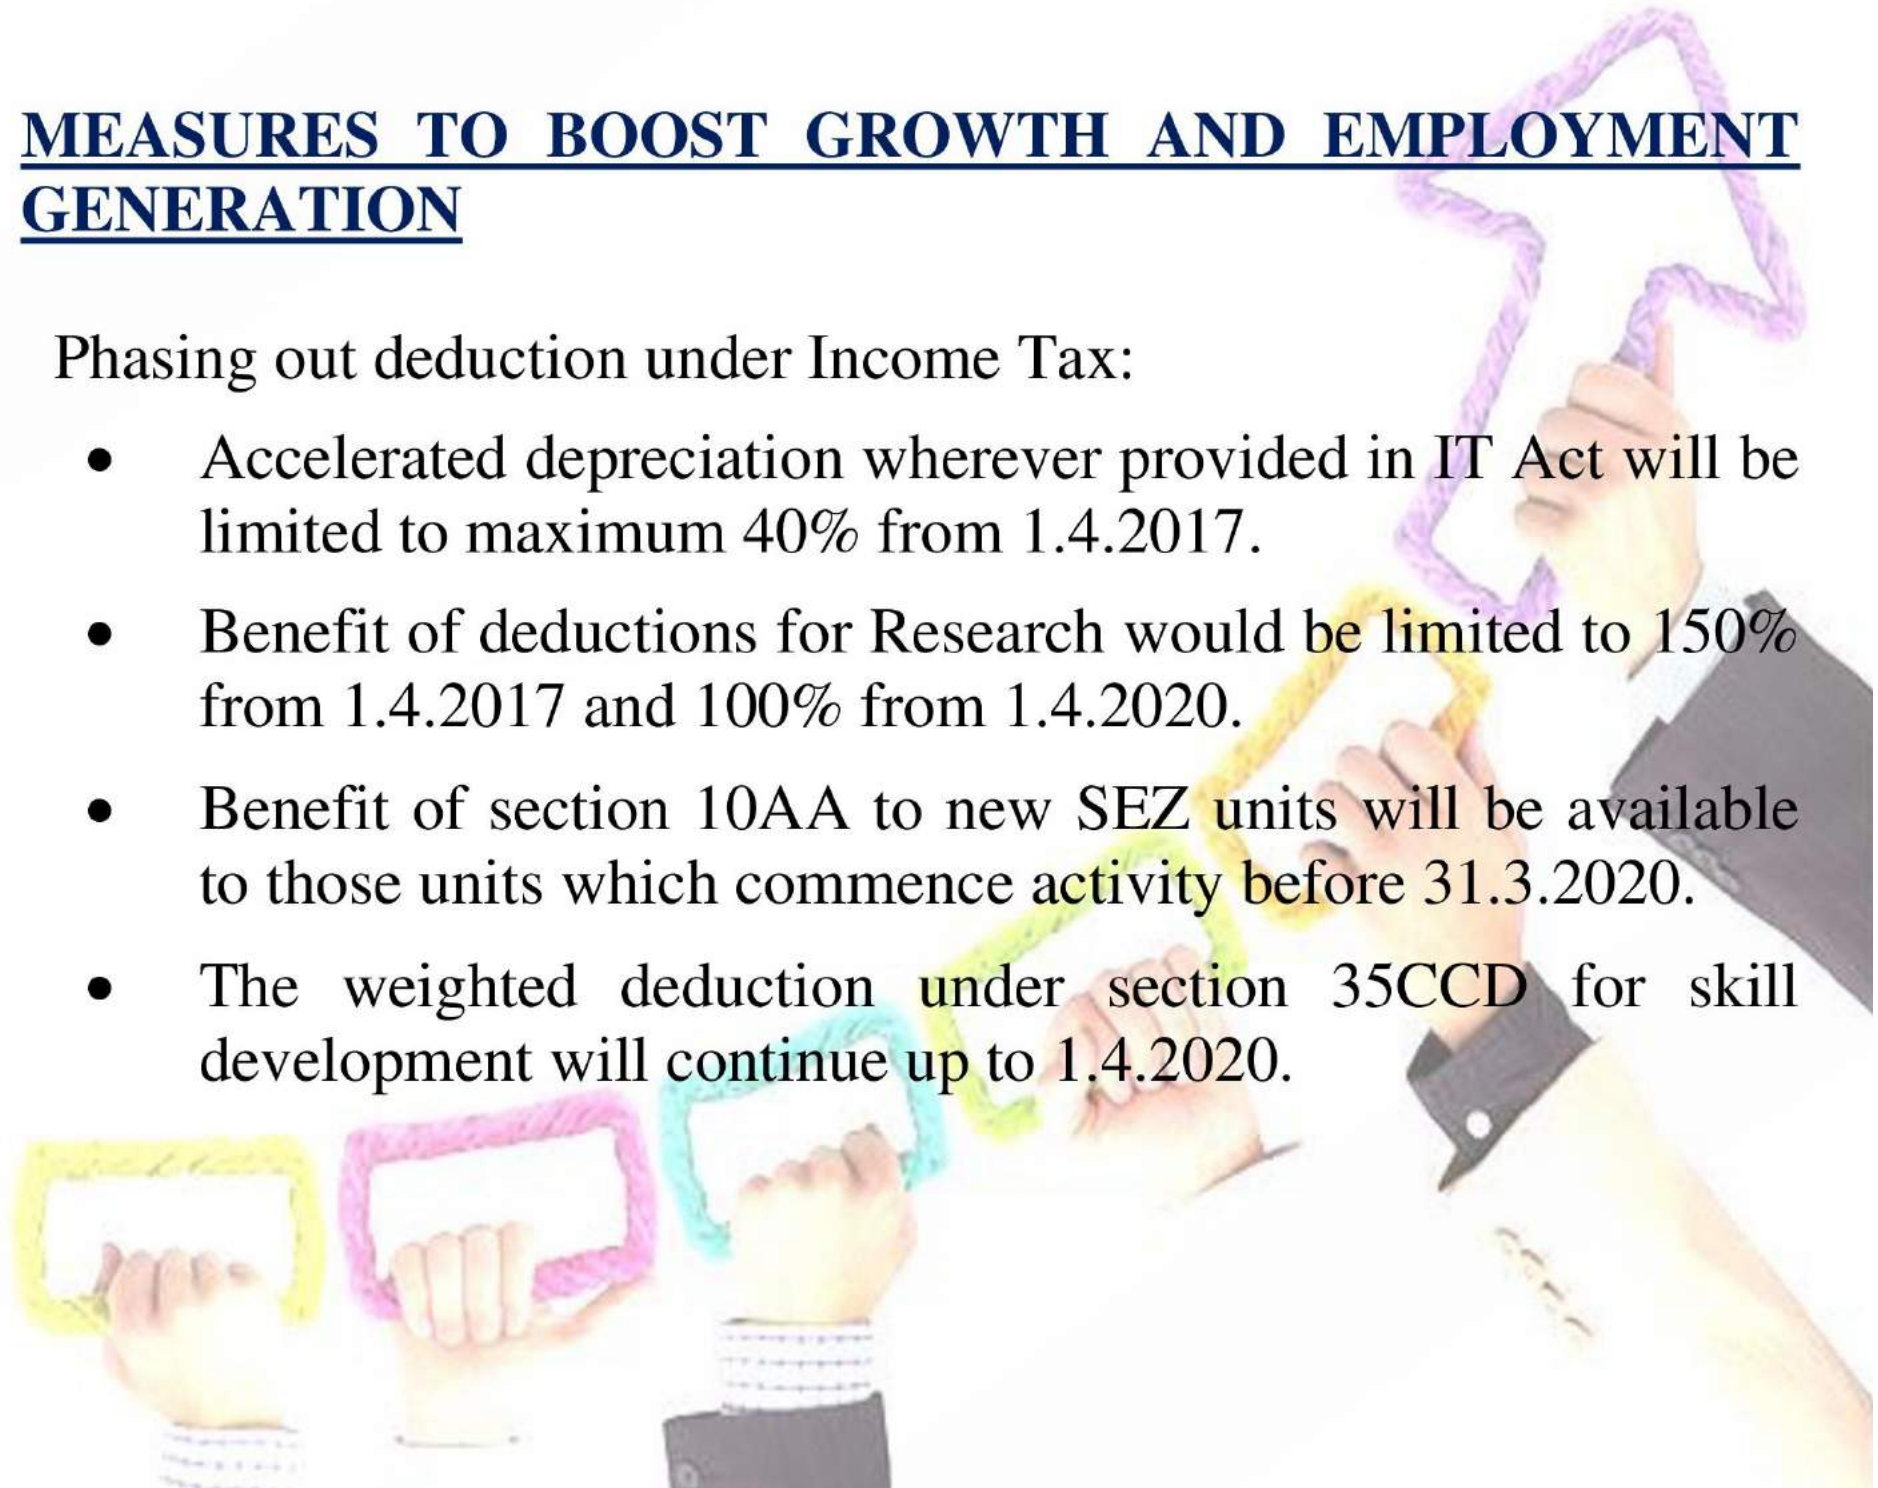 MEASURES TO BOOST GROWTH AND EMPLOYMENT
GENERATION
Phasing out deduction under Income Tax:
• Accelerated depreciation wherever provided in IT Act will be
limited to maximum 40% from 1.4.2017.
• Benefit of deductions for Research would be limited to 150%
from 1.4.2017 and 100% from 1.4.2020.
• Benefit of section 10AA to new SEZ units will be available
to those units which commence activity before 31.3.2020.
• The weighted deduction under section 35CCD for skill
development will continue up to 1.4.2020.